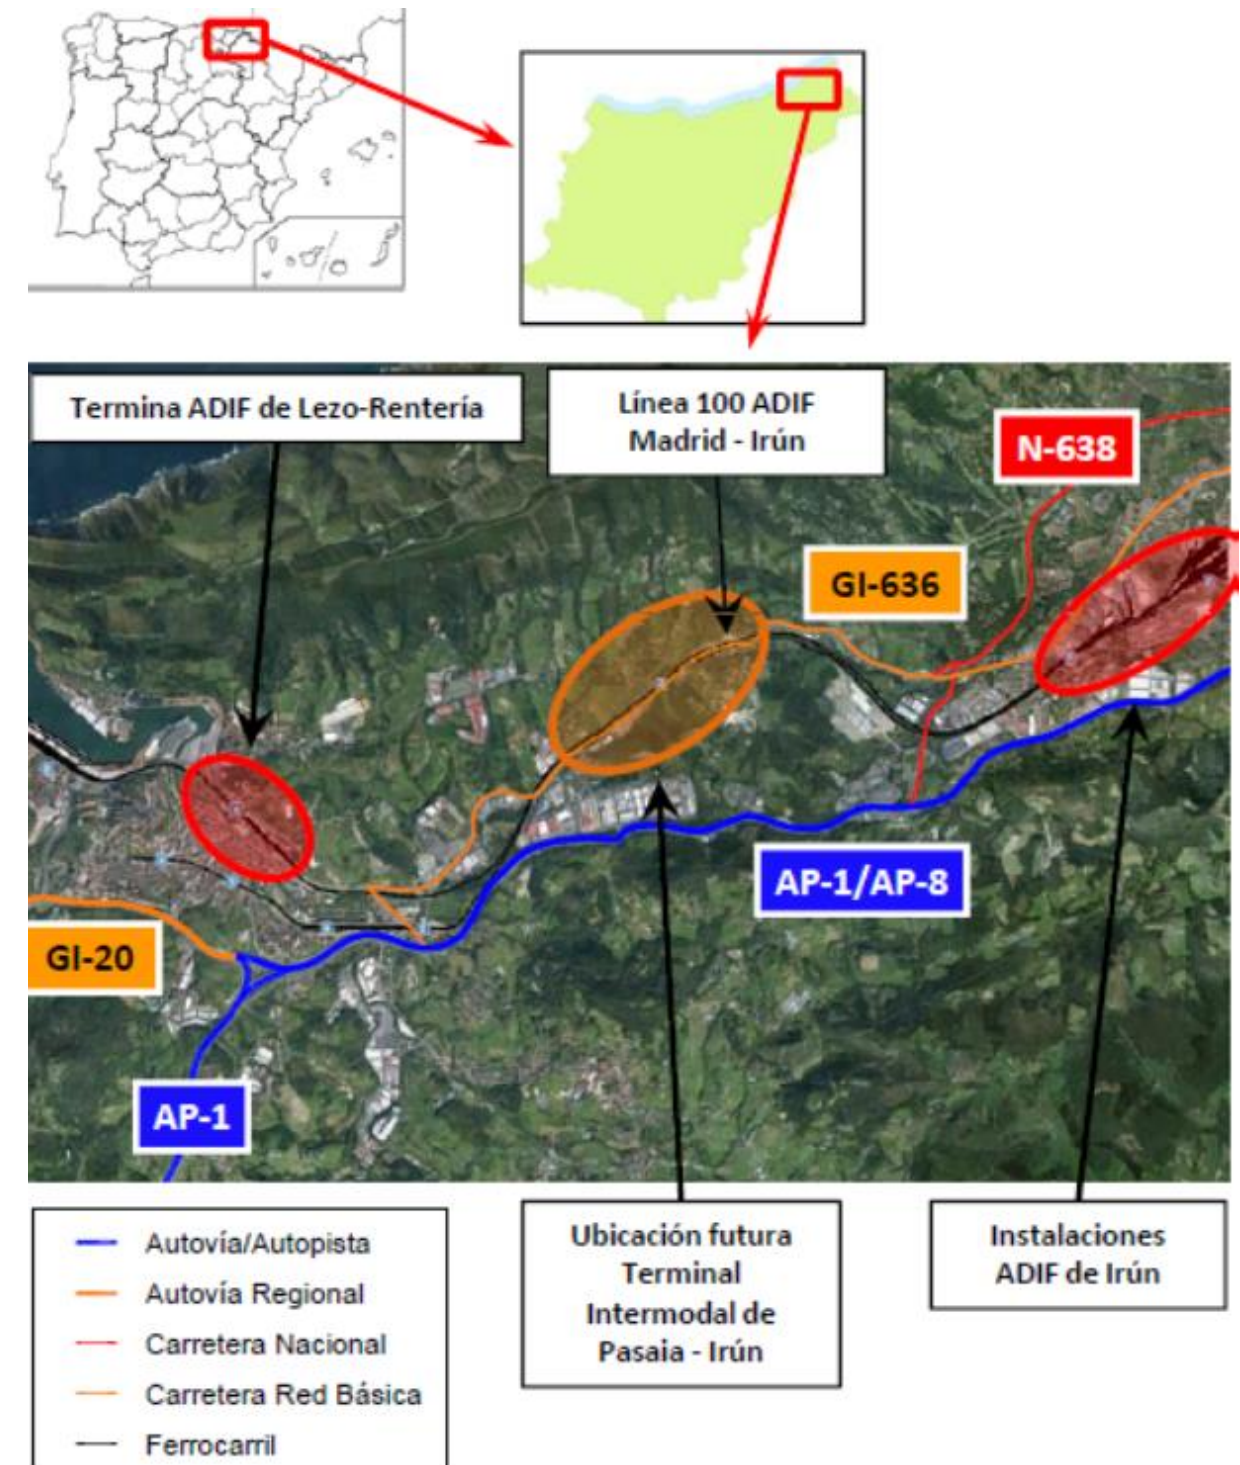 Termina ADIF de Lezo-Rentería
Línea 100 ADIF
Madrid - Irún
N-638
GI-636
AP-1/AP-8
GI-20
AP-1
Ubicación futura
Terminal
Intermodal de
Pasaia - Irún
Instalaciones
ADIF de Irún
Autovía/Autopista
Autovía Regional
Carretera Nacional
Carretera Red Básica
Ferrocarril